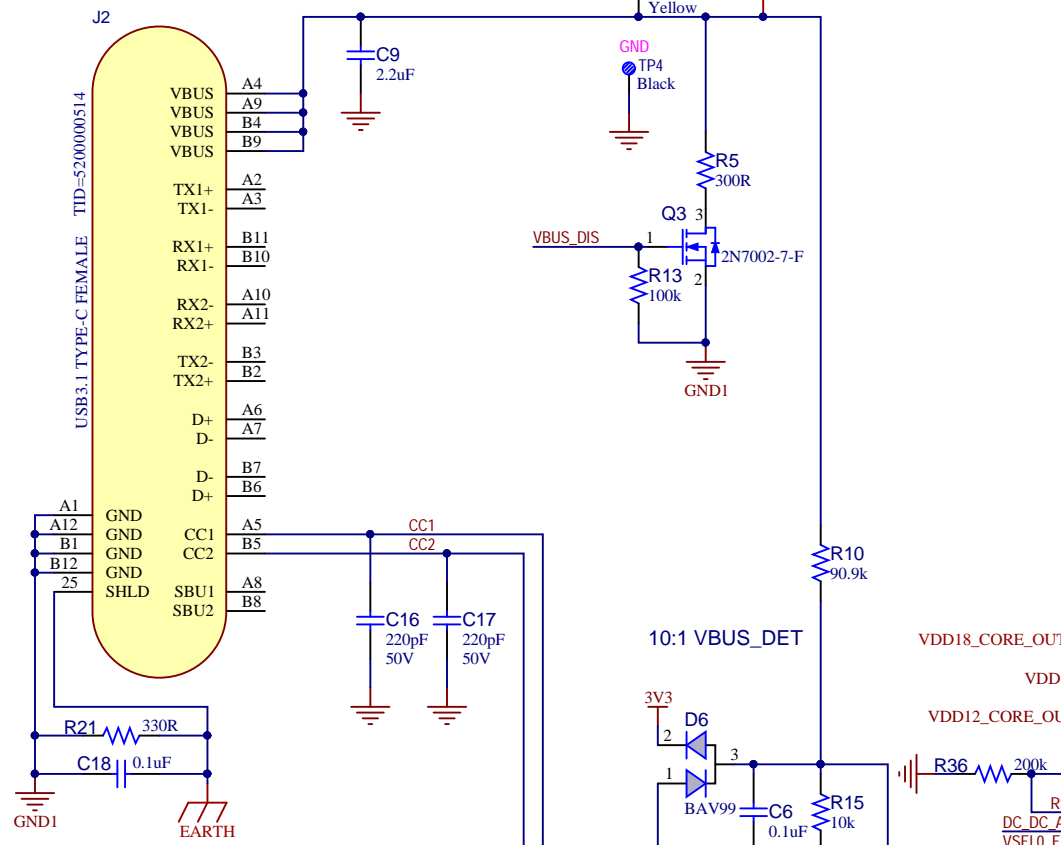 J2
Yellow
C9
2.2uF
GND
TP4
Black
TID=5200000514
USB3.1 TYPE-C FEMALE
VBUS A4
VBUS A9
VBUS B4
VBUS B9
TX1+ A2
TX1- A3
RX1+ B11
RX1- B10
RX2- A10
RX2+ A11
TX2- B3
TX2+ B2
D+ A6
D- A7
D- B7
D+ B6
A1 GND
A12 GND
B1 GND
B12 GND
25 SHLD
CC1 A5
CC2 B5
SBU1 A8
SBU2 B8
CC1
CC2
R5
300R
Q3
3
VBUS_DIS
1
2N7002-7-F
2
R13
100k
GND1
R10
90.9k
C16
220pF
50V
C17
220pF
50V
10:1 VBUS_DET
VDD18_CORE_OUT
VDD
VDD12_CORE_OU
R21
330R
C18
0.1uF
GND1
EARTH
3V3
D6
2
3
1
BAV99
C6
0.1uF
R15
10k
R36
200k
R
DC_DC_A